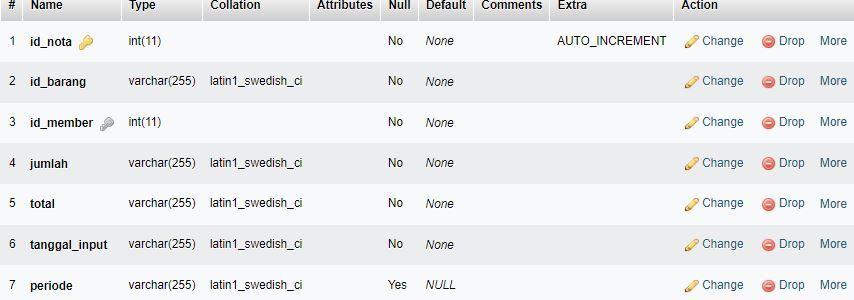 # Name Type Collation Attributes Null Default Comments Extra Action
1 id_nota int(11) No None AUTO_INCREMENT Change Drop More
2 id_barang varchar(255) latin1_swedish_ci No None Change Drop More
3 id_member int(11) No None Change Drop More
4 jumlah varchar(255) latin1_swedish_ci No None Change Drop More
5 total varchar(255) latin1_swedish_ci No None Change Drop More
6 tanggal_input varchar(255) latin1_swedish_ci No None Change Drop More
7 periode varchar(255) latin1_swedish_ci Yes NULL Change Drop More